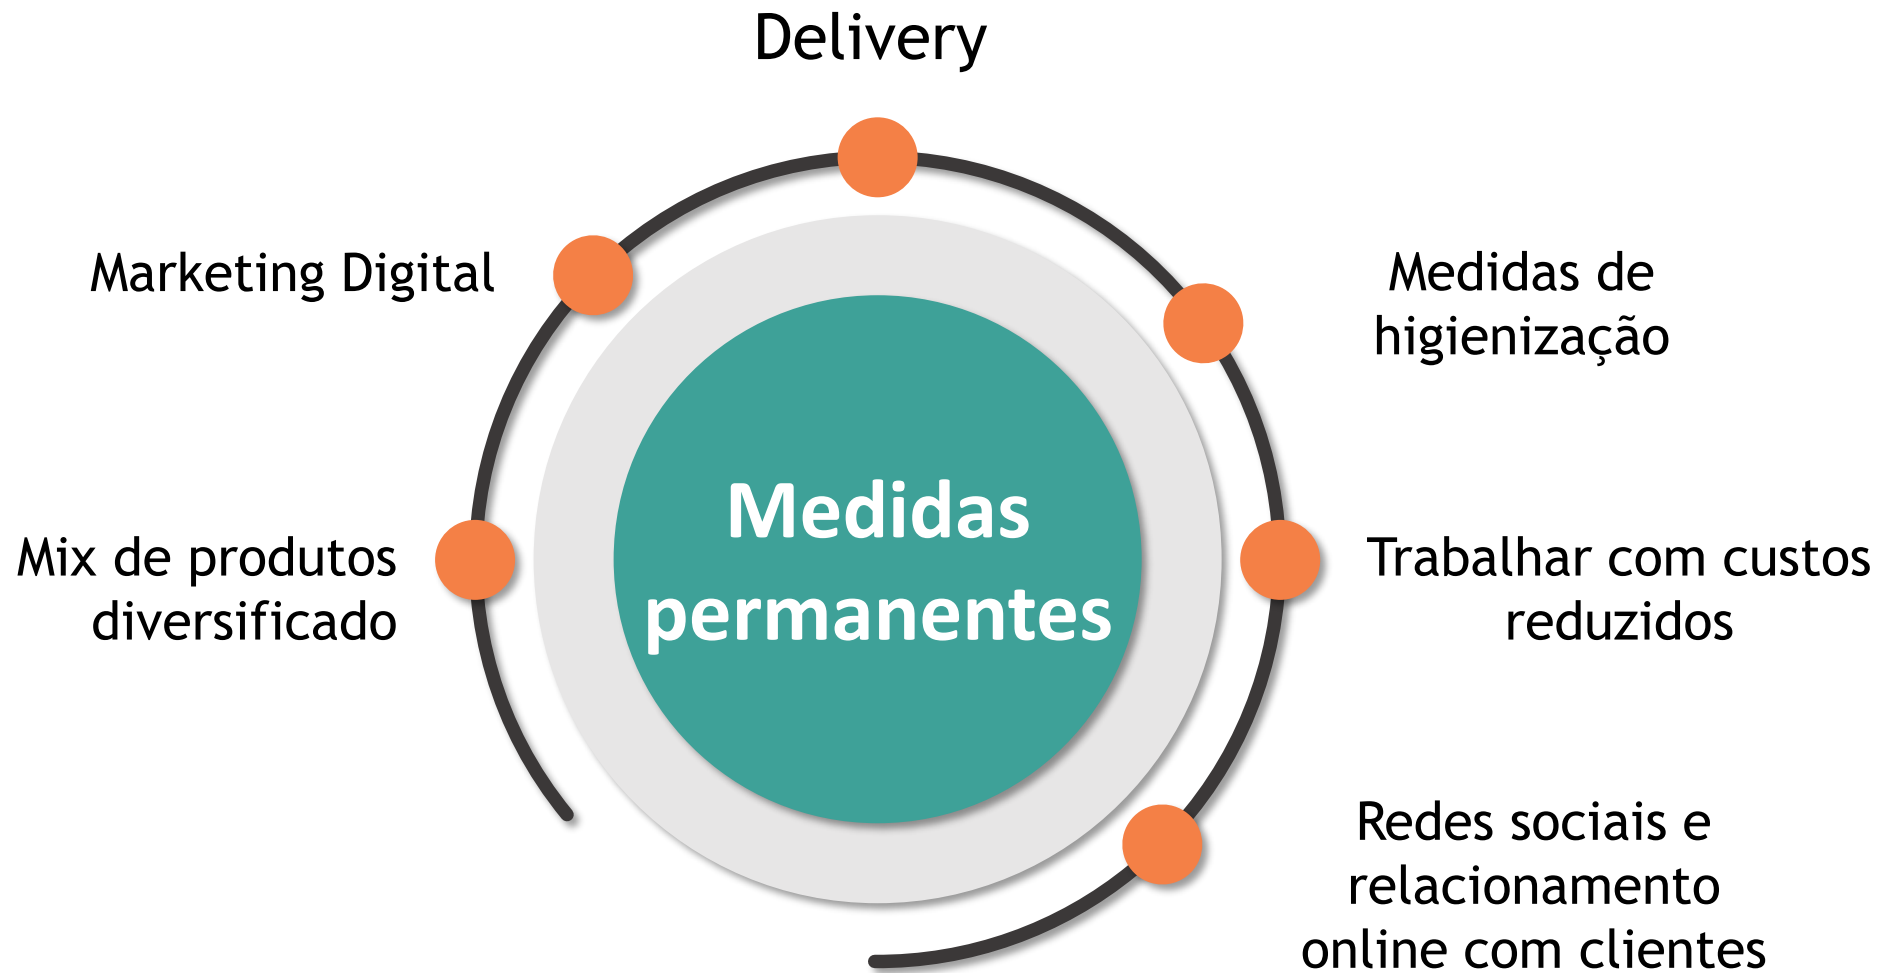 Delivery
Marketing Digital
Medidas de
higienização
Medidas
permanentes
Mix de produtos
diversificado
Trabalhar com custos
reduzidos
Redes sociais e
relacionamento
online com clientes